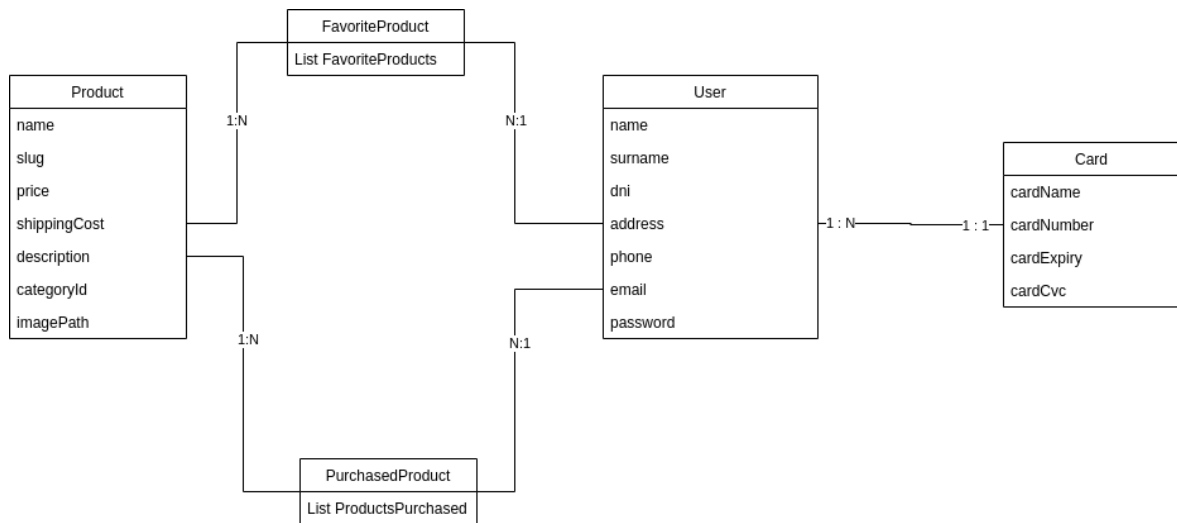 FavoriteProduct
List FavoriteProducts
Product
name
slug
price
shippingCost
description
categoryId
imagePath
1:N
N:1
User
name
surname
dni
address
phone
email
password
1 : N
1 : 1
Card
cardName
cardNumber
cardExpiry
cardCvc
1:N
N:1
PurchasedProduct
List ProductsPurchased